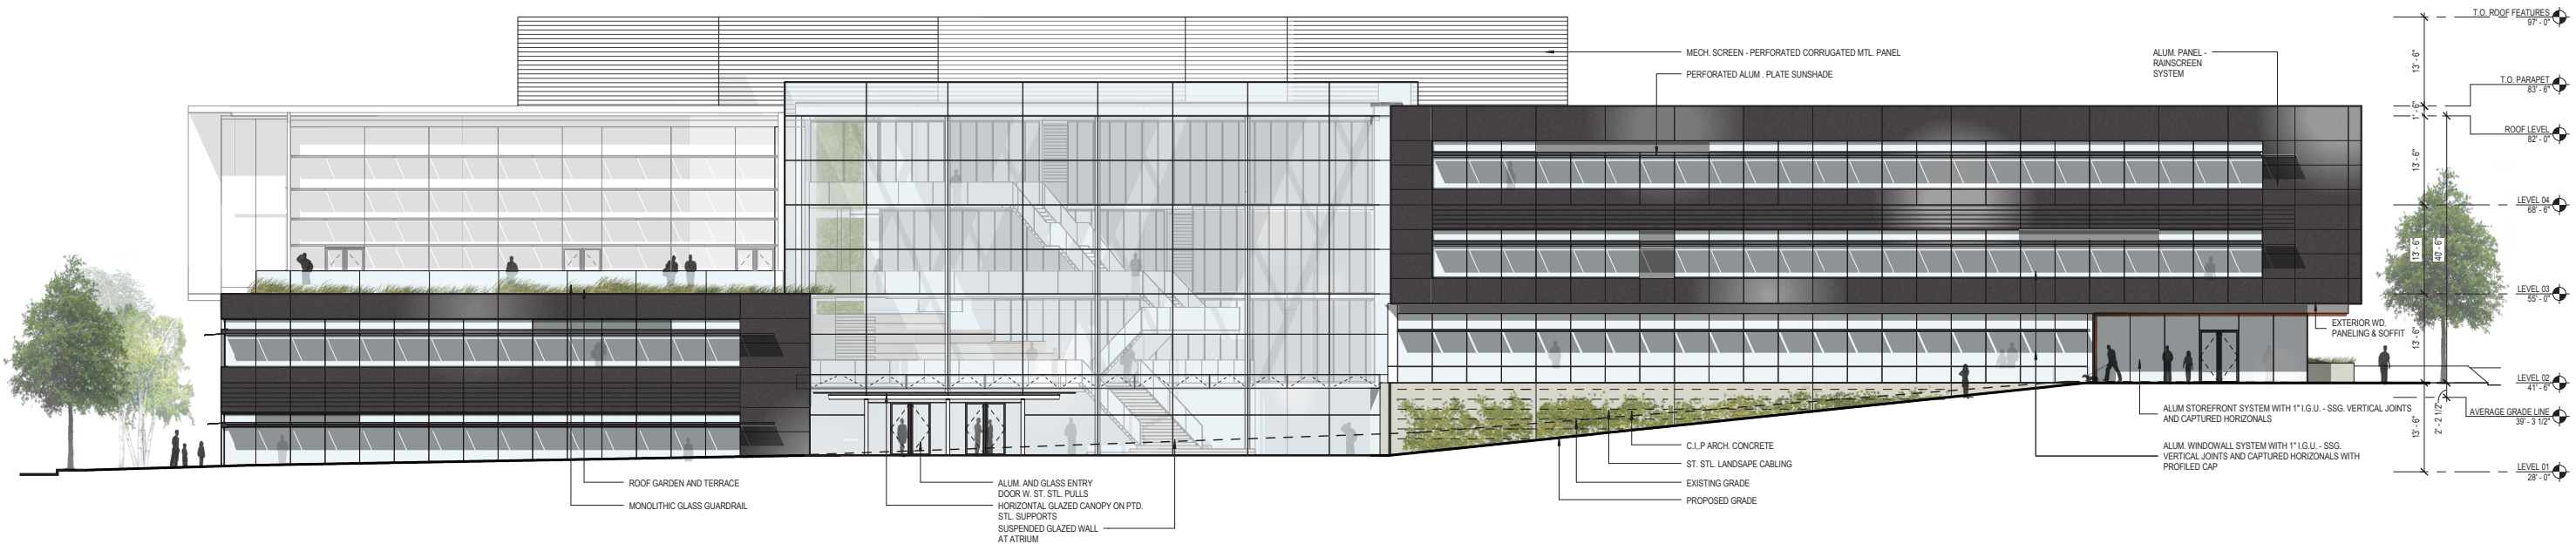 T.O. ROOF FEATURES
97' - 0"
MECH. SCREEN - PERFORATED CORRUGATED MTL. PANEL
PERFORATED ALUM . PLATE SUNSHADE
ALUM. PANEL -
RAINSCREEN
SYSTEM
13' - 6"
T.O. PARAPET
83' - 6"
1' - 6"
ROOF LEVEL
82' - 0"
13' - 6"
LEVEL 04
68' - 6"
13' - 6"
40' - 6"
LEVEL 03
55' - 0"
EXTERIOR WD.
PANELING & SOFFIT
13' - 6"
LEVEL 02
41' - 6"
ALUM STOREFRONT SYSTEM WITH 1" I.G.U. - SSG. VERTICAL JOINTS
AND CAPTURED HORIZONALS
AVERAGE GRADE LINE
39' - 3 1/2"
13' - 6"
2' - 2 1/2"
ALUM. WINDOWALL SYSTEM WITH 1" I.G.U. - SSG.
VERTICAL JOINTS AND CAPTURED HORIZONALS WITH
PROFILED CAP
LEVEL 01
28' - 0"
C.I,.P ARCH. CONCRETE
ST. STL. LANDSAPE CABLING
EXISTING GRADE
PROPOSED GRADE
ROOF GARDEN AND TERRACE
MONOLITHIC GLASS GUARDRAIL
ALUM. AND GLASS ENTRY
DOOR W. ST. STL. PULLS
HORIZONTAL GLAZED CANOPY ON PTD.
STL. SUPPORTS
SUSPENDED GLAZED WALL
AT ATRIUM